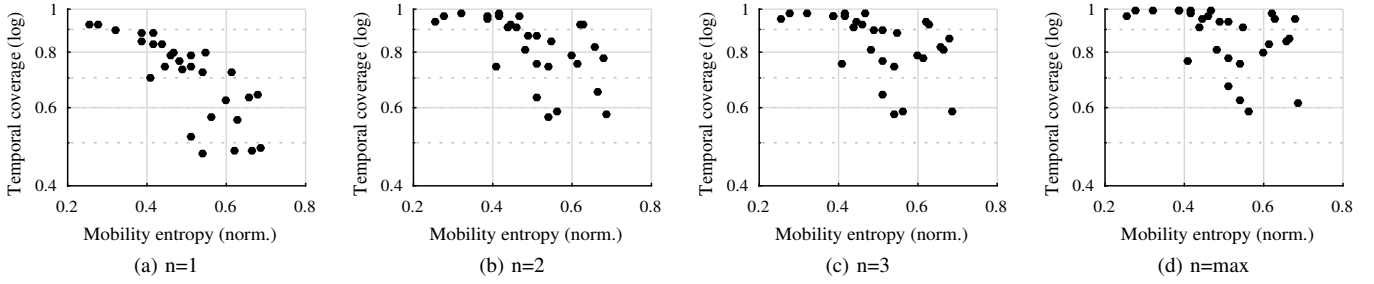 Temporal coverage (log)
1
0.8
0.6
0.4
0.2 0.4 0.6 0.8
Mobility entropy (norm.)
(a) n=1
Temporal coverage (log)
1
0.8
0.6
0.4
0.2 0.4 0.6 0.8
Mobility entropy (norm.)
(b) n=2
Temporal coverage (log)
1
0.8
0.6
0.4
0.2 0.4 0.6 0.8
Mobility entropy (norm.)
(c) n=3
Temporal coverage (log)
1
0.8
0.6
0.4
0.2 0.4 0.6 0.8
Mobility entropy (norm.)
(d) n=max